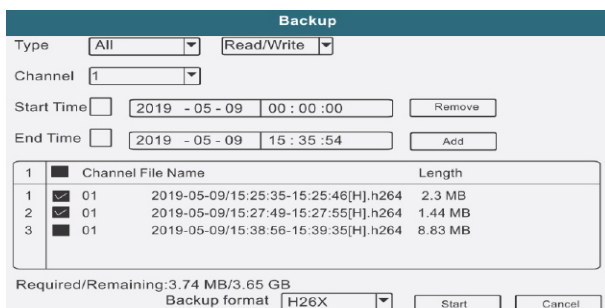 Backup
Type All Read/Write
Channel 1
Start Time 2019 - 05 - 09 00 : 00 : 00 Remove
End Time 2019 - 05 - 09 15 : 35 : 54 Add
1 Channel File Name Length
1 01 2019-05-09/15:25:35-15:25:46[H].h264 2.3 MB
2 01 2019-05-09/15:27:49-15:27:55[H].h264 1.44 MB
3 01 2019-05-09/15:38:56-15:39:35[H].h264 8.83 MB
Required/Remaining:3.74 MB/3.65 GB
Backup format H26X Start Cancel